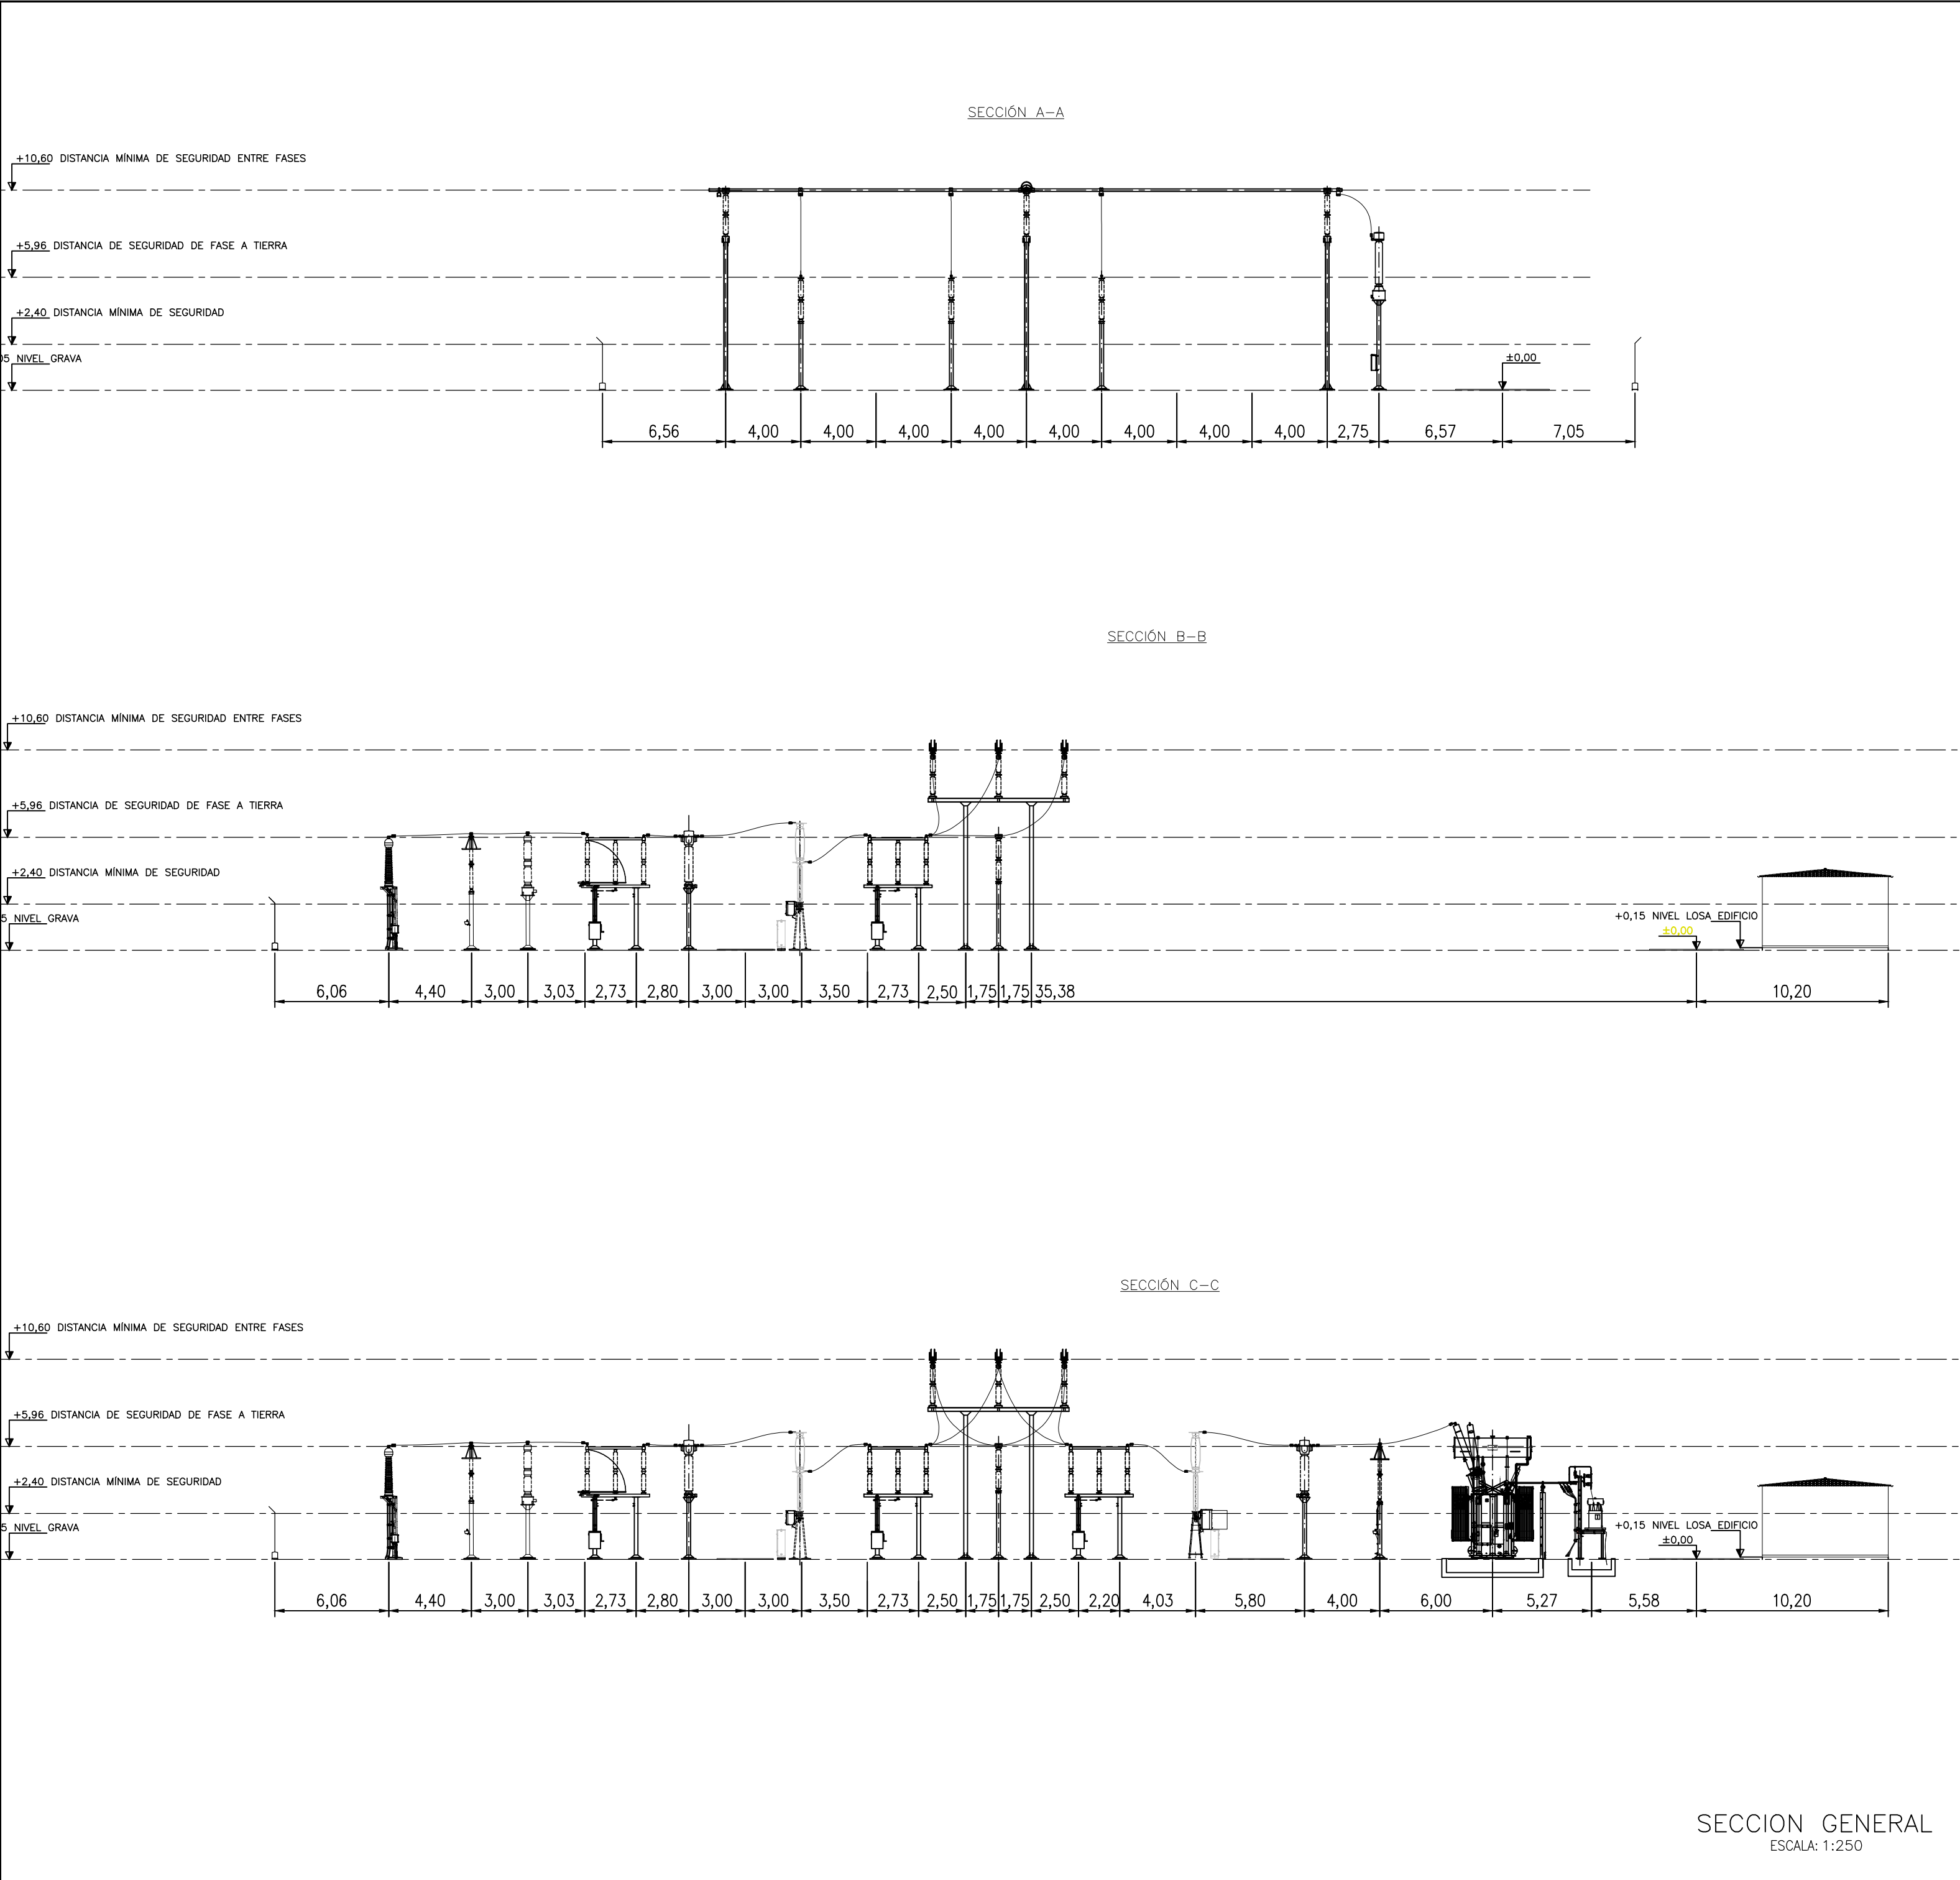 SECCIÓN A-A
+10,60 DISTANCIA MÍNIMA DE SEGURIDAD ENTRE FASES
+5,96 DISTANCIA DE SEGURIDAD DE FASE A TIERRA
+2,40 DISTANCIA MÍNIMA DE SEGURIDAD
05 NIVEL GRAVA
±0,00
6,56 4,00 4,00 4,00 4,00 4,00 4,00 4,00 4,00 2,75 6,57 7,05
SECCIÓN B-B
+10,60 DISTANCIA MÍNIMA DE SEGURIDAD ENTRE FASES
+5,96 DISTANCIA DE SEGURIDAD DE FASE A TIERRA
+2,40 DISTANCIA MÍNIMA DE SEGURIDAD
5 NIVEL GRAVA
+0,15 NIVEL LOSA EDIFICIO
±0,00
6,06 4,40 3,00 3,03 2,73 2,80 3,00 3,00 3,50 2,73 2,50 1,75 1,75 35,38 10,20
SECCIÓN C-C
+10,60 DISTANCIA MÍNIMA DE SEGURIDAD ENTRE FASES
+5,96 DISTANCIA DE SEGURIDAD DE FASE A TIERRA
+2,40 DISTANCIA MÍNIMA DE SEGURIDAD
5 NIVEL GRAVA
+0,15 NIVEL LOSA EDIFICIO
±0,00
6,06 4,40 3,00 3,03 2,73 2,80 3,00 3,00 3,50 2,73 2,50 1,75 1,75 2,50 2,20 4,03 5,80 4,00 6,00 5,27 5,58 10,20
SECCION GENERAL
ESCALA: 1:250